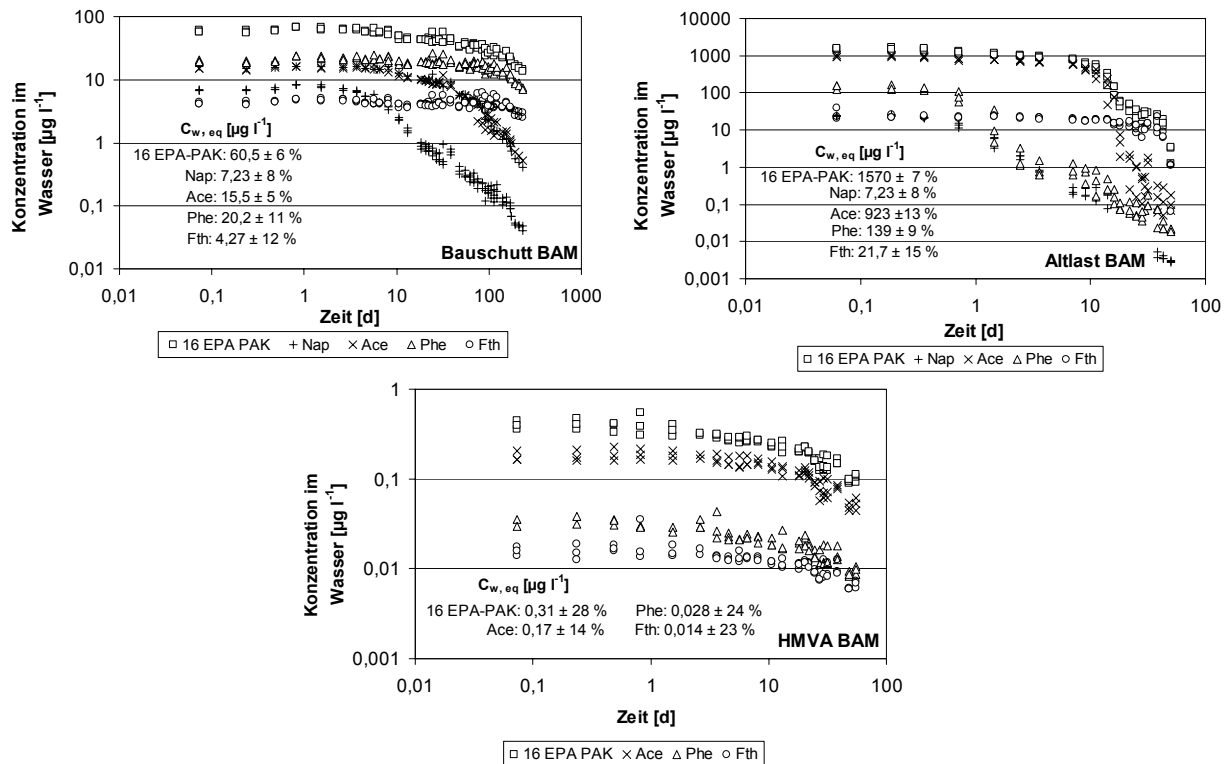 Konzentration im
Wasser [µg l-1]
100
10
1
0,1
0,01
0,01 0,1 1 10 100 1000
Zeit [d]
Cw, eq [µg l-1]
16 EPA-PAK: 60,5 ± 6 %
Nap: 7,23 ± 8 %
Ace: 15,5 ± 5 %
Phe: 20,2 ± 11 %
Fth: 4,27 ± 12 %
Bauschutt BAM
16 EPA PAK Nap Ace Phe Fth
Konzentration im
Wasser [µg l-1]
10000
1000
100
10
1
0,1
0,01
0,001
0,01 0,1 1 10 100
Zeit [d]
Cw, eq [µg l-1]
16 EPA-PAK: 1570 ± 7 %
Nap: 7,23 ± 8 %
Ace: 923 ±13 %
Phe: 139 ± 9 %
Fth: 21,7 ± 15 %
Altlast BAM
16 EPA PAK Nap Ace Phe Fth
Konzentration im
Wasser [µg l-1]
1
0,1
0,01
0,001
0,01 0,1 1 10 100
Zeit [d]
Cw, eq [µg l-1]
16 EPA-PAK: 0,31 ± 28 % Phe: 0,028 ± 24 %
Ace: 0,17 ± 14 % Fth: 0,014 ± 23 %
HMVA BAM
16 EPA PAK Ace Phe Fth